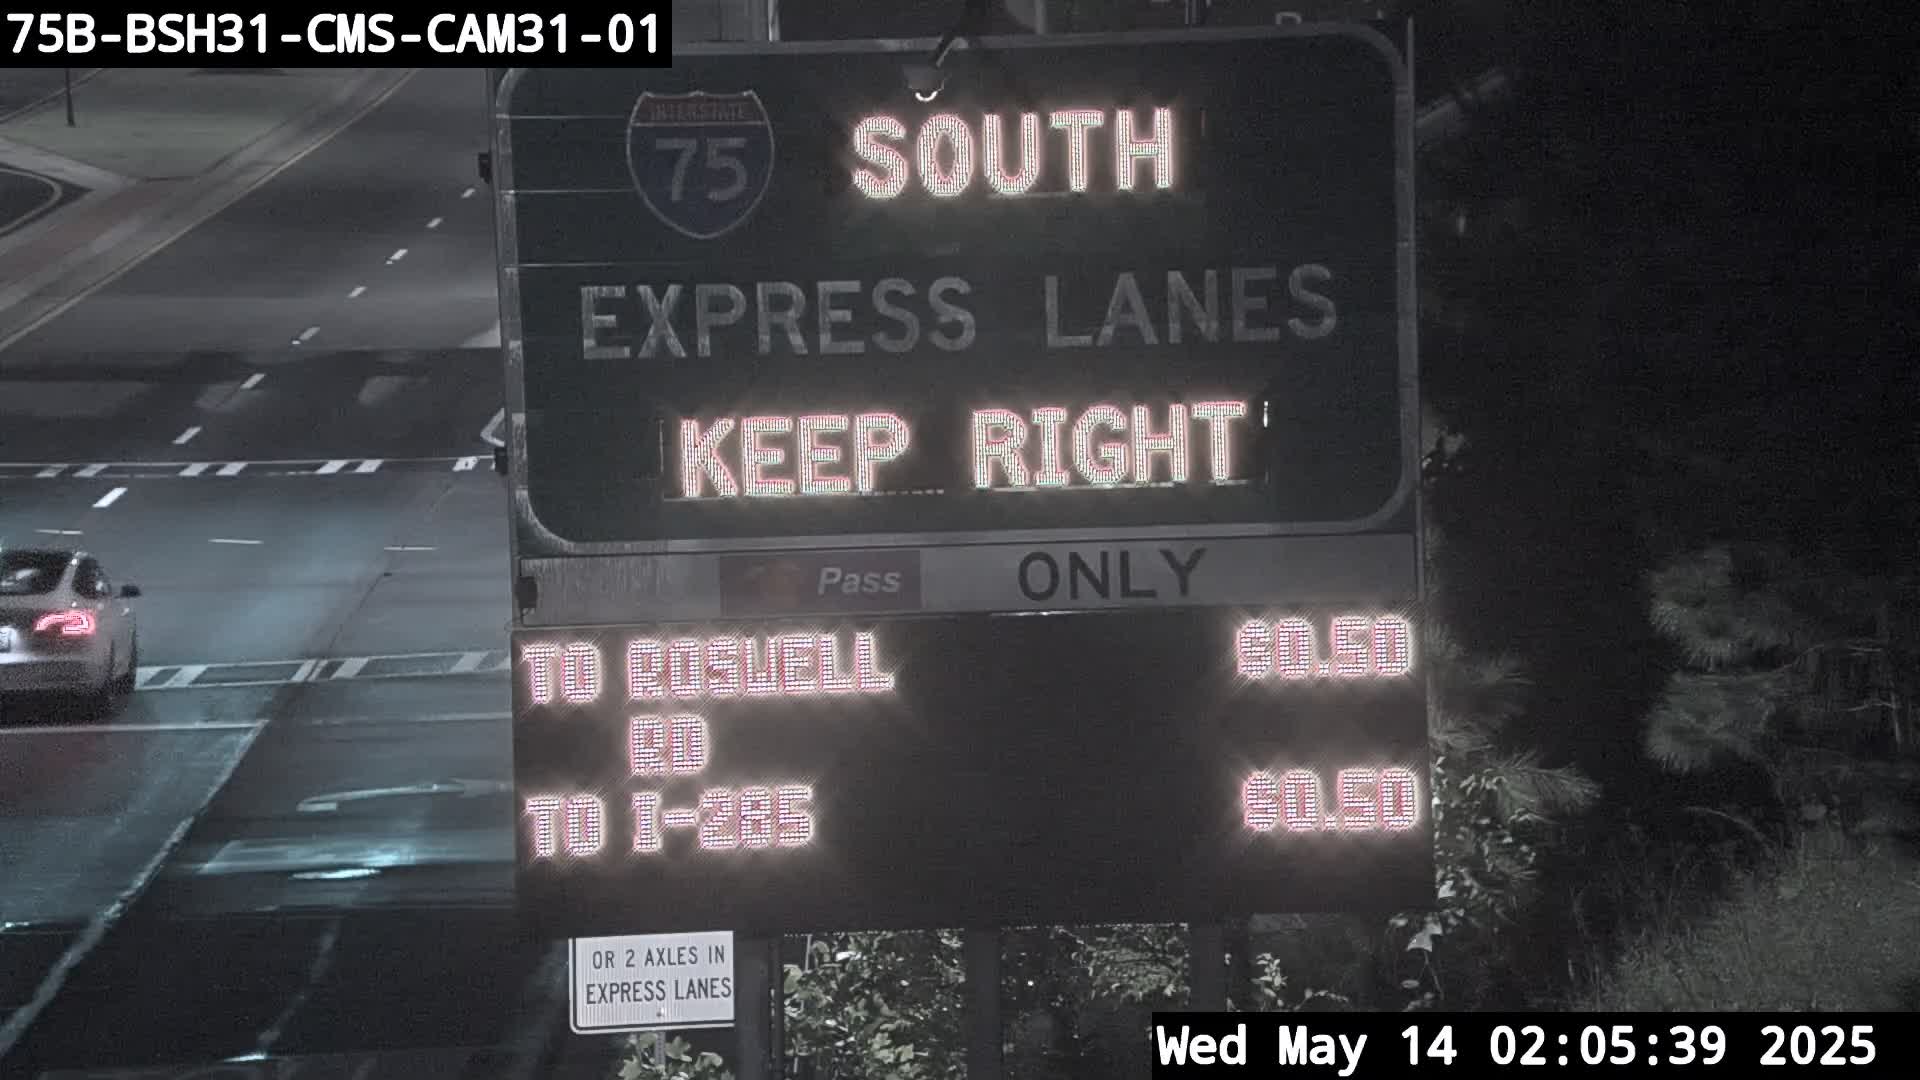 75B-BSH31-CMS-CAM31-01
INTERSTATE
75
SOUTH
EXPRESS LANES
KEEP RIGHT
Pass ONLY
TO ROSWELL $0.50
RD
TO I-285 $0.50
OR 2 AXLES IN
EXPRESS LANES
Wed May 14 02:05:39 2025